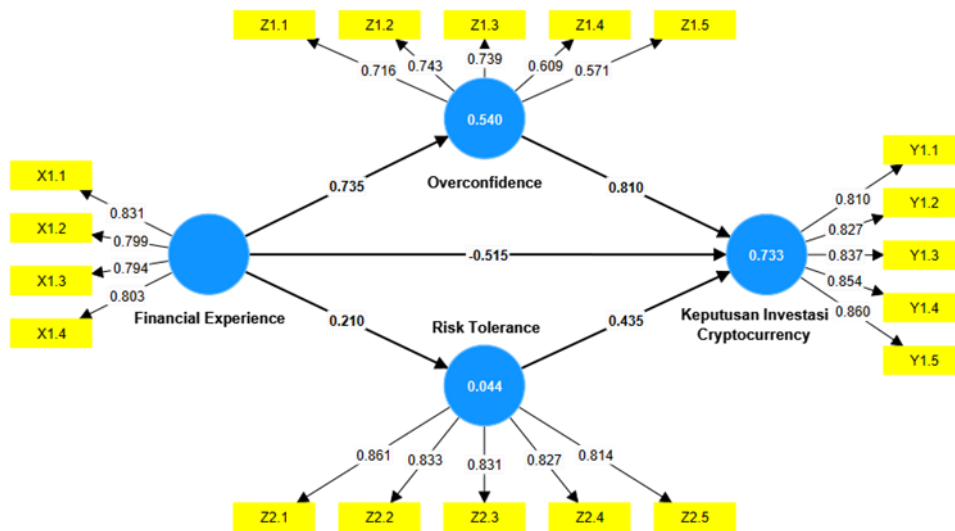 Z1.1
Z1.2
Z1.3
Z1.4
Z1.5
0.716
0.743
0.739
0.609
0.571
0.540
Overconfidence
X1.1
X1.2
X1.3
X1.4
0.831
0.799
0.794
0.803
Financial Experience
0.735
0.810
-0.515
0.210
0.435
Risk Tolerance
0.044
0.733
Keputusan Investasi
Cryptocurrency
0.810
0.827
0.837
0.854
0.860
Y1.1
Y1.2
Y1.3
Y1.4
Y1.5
0.861
0.833
0.831
0.827
0.814
Z2.1
Z2.2
Z2.3
Z2.4
Z2.5